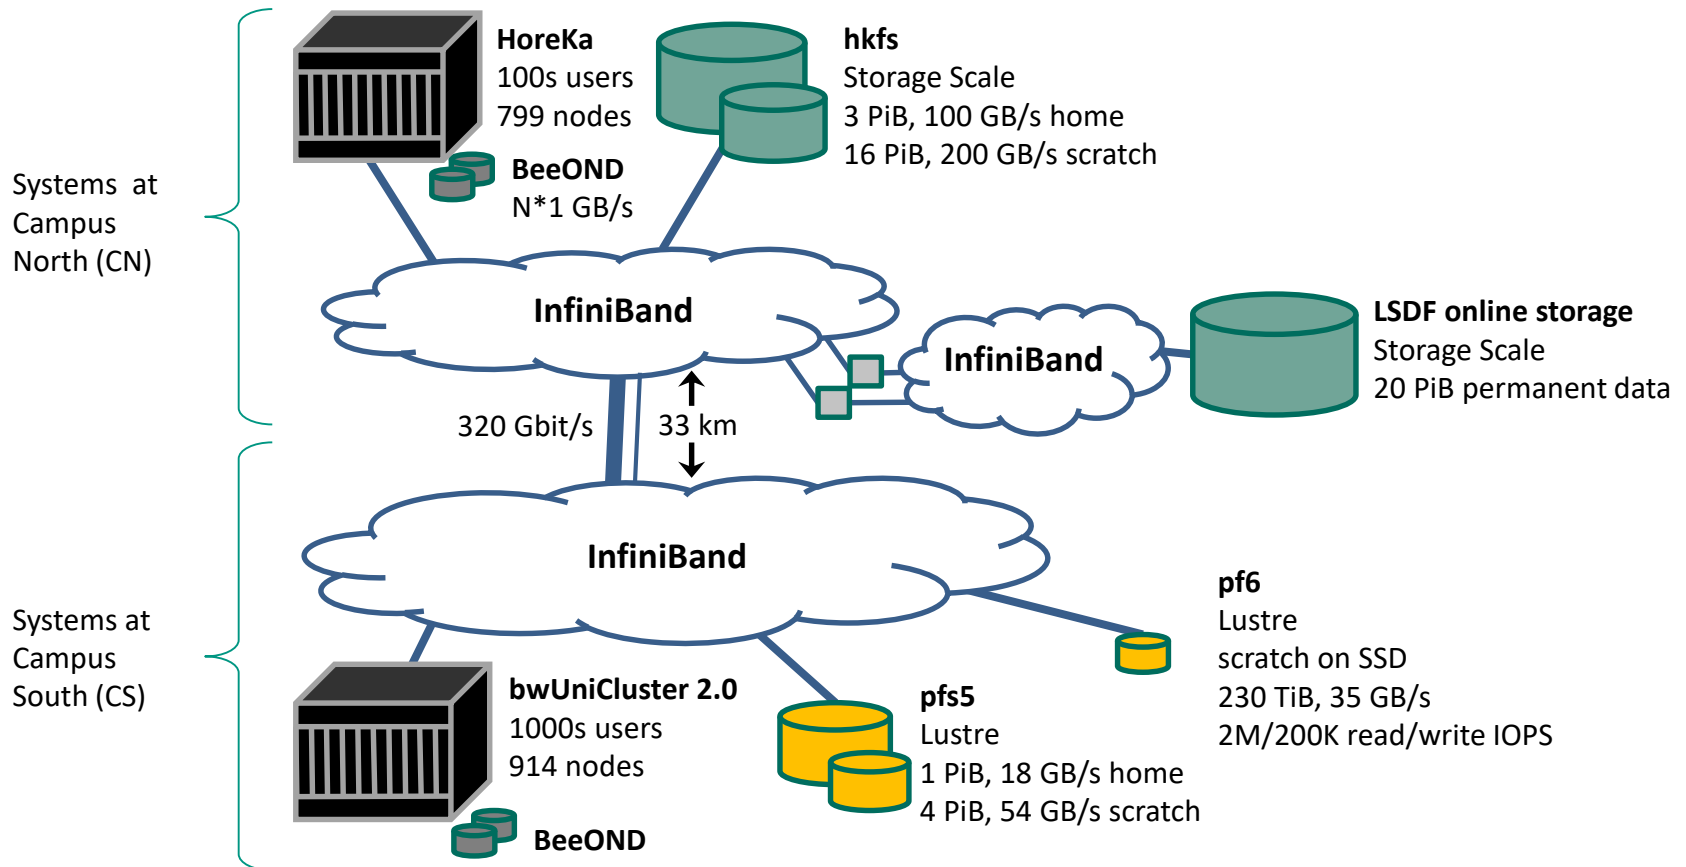 Systems at
Campus
North (CN)
HoreKa
100s users
799 nodes
BeeOND
N*1 GB/s
hkfs
Storage Scale
3 PiB, 100 GB/s home
16 PiB, 200 GB/s scratch
InfiniBand
InfiniBand
LSDF online storage
Storage Scale
20 PiB permanent data
320 Gbit/s
33 km
Systems at
Campus
South (CS)
InfiniBand
bwUniCluster 2.0
1000s users
914 nodes
BeeOND
pfs5
Lustre
1 PiB, 18 GB/s home
4 PiB, 54 GB/s scratch
pf6
Lustre
scratch on SSD
230 TiB, 35 GB/s
2M/200K read/write IOPS